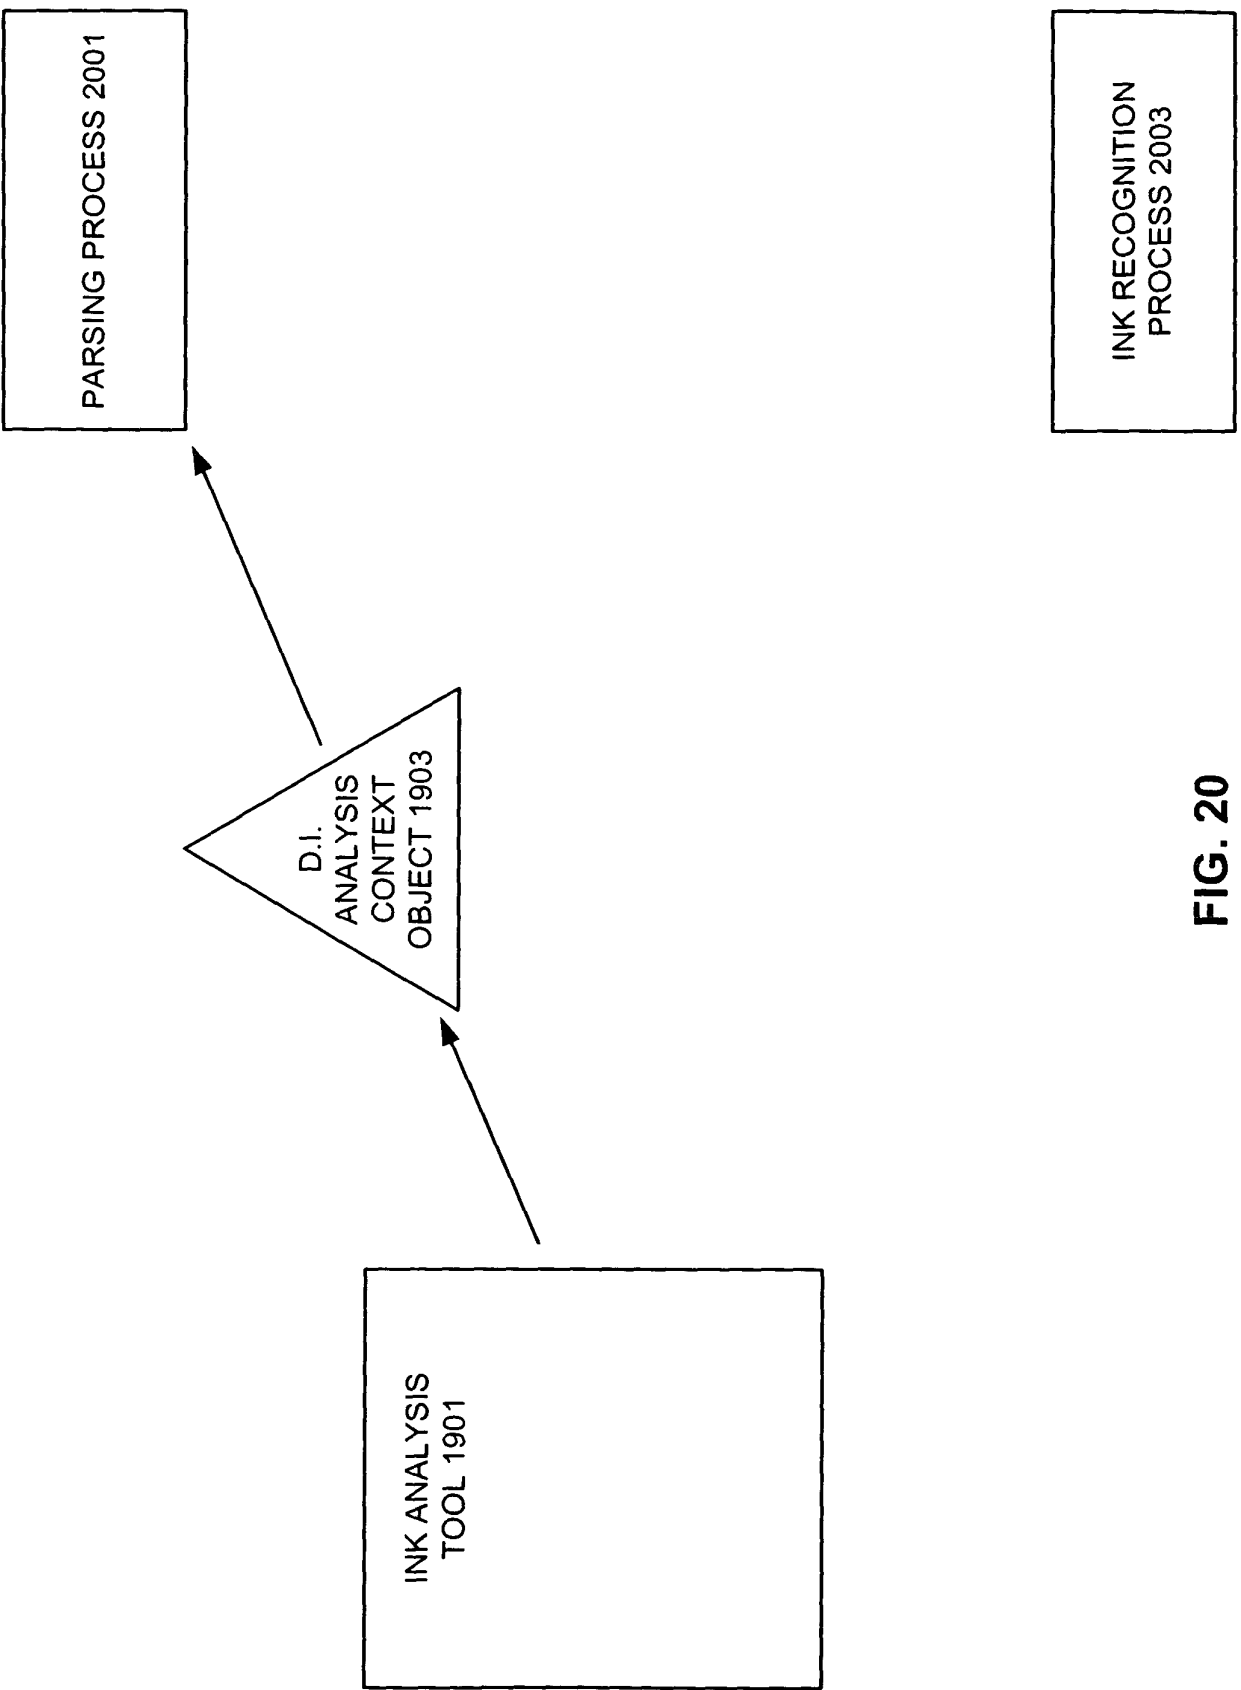 PARSING PROCESS 2001
D.I.
ANALYSIS
CONTEXT
OBJECT 1903
INK ANALYSIS
TOOL 1901
INK RECOGNITION
PROCESS 2003
FIG. 20